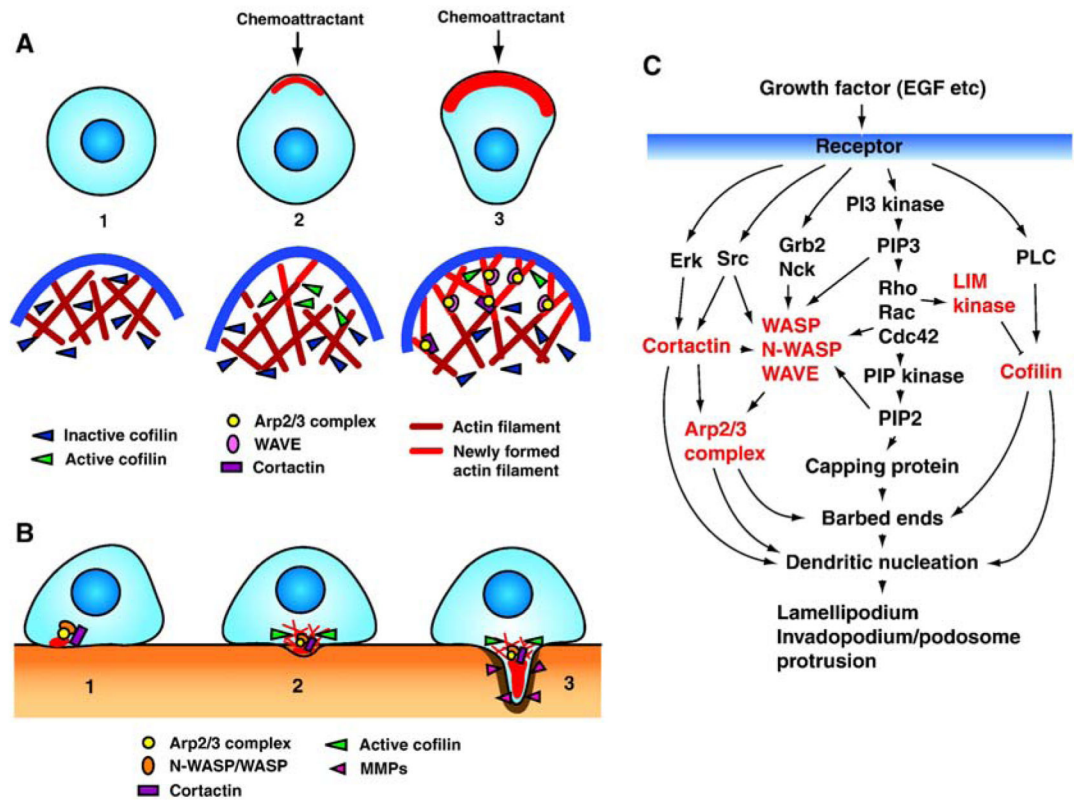 A
Chemoattractant
Chemoattractant
1
2
3
Inactive cofilin
Active cofilin
Arp2/3 complex
WAVE
Cortactin
Actin filament
Newly formed
actin filament
B
1
2
3
Arp2/3 complex
N-WASP/WASP
Cortactin
Active cofilin
MMPs
C
Growth factor (EGF etc)
Receptor
PI3 kinase
Erk
Src
Grb2
Nck
PIP3
PLC
Rho
Rac
Cdc42
LIM
kinase
Cortactin
WASP
N-WASP
WAVE
PIP kinase
Cofilin
PIP2
Arp2/3
complex
Capping protein
Barbed ends
Dendritic nucleation
Lamellipodium
Invadopodium/podosome
protrusion